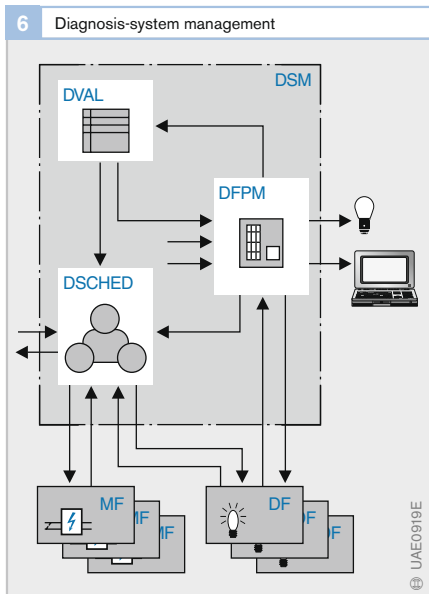 6 Diagnosis-system management
DSM
DVAL
DFPM
DSCHED
MF
MF
MF
DF
DF
DF
UAE0919E